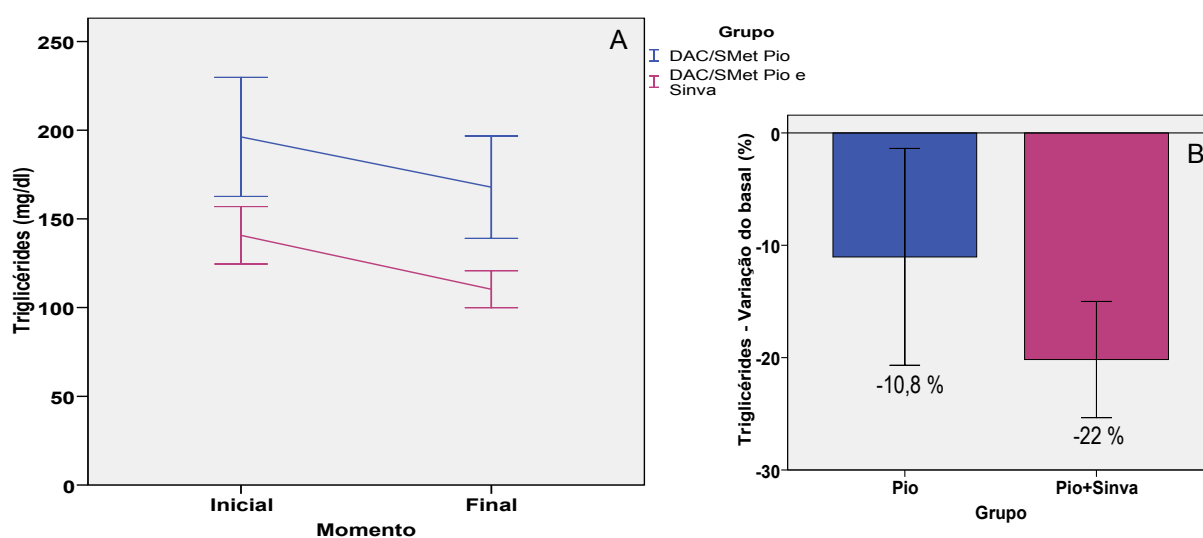 A
Triglicérides (mg/dl)
250
200
150
100
50
0
Inicial
Final
Momento
Grupo
DAC/SMet Pio
DAC/SMet Pio e
Sinva
B
Triglicérides - Variação do basal (%)
0
-10
-20
-30
-10,8 %
-22 %
Pio
Pio+Sinva
Grupo